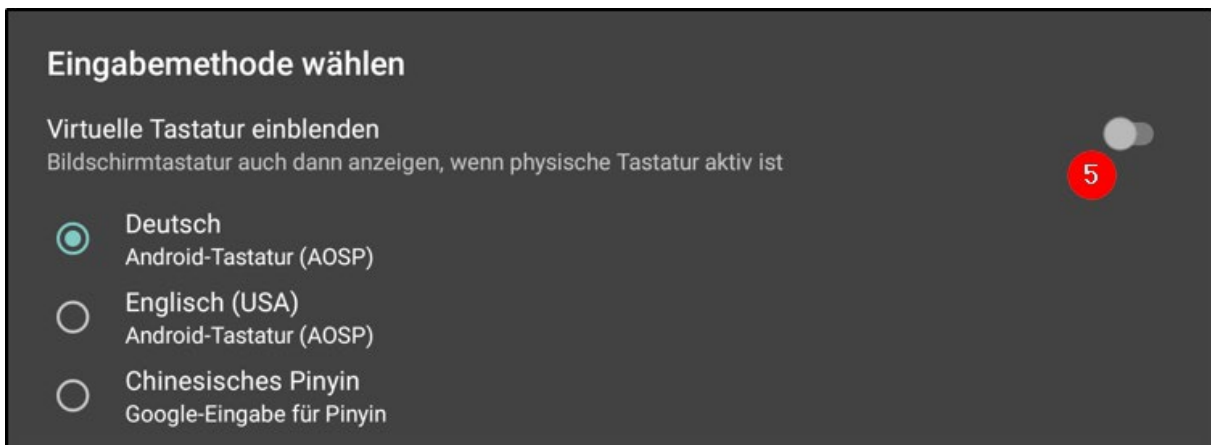 Eingabemethode wählen
Virtuelle Tastatur einblenden
Bildschirmtastatur auch dann anzeigen, wenn physische Tastatur aktiv ist
5
Deutsch
Android-Tastatur (AOSP)
Englisch (USA)
Android-Tastatur (AOSP)
Chinesisches Pinyin
Google-Eingabe für Pinyin